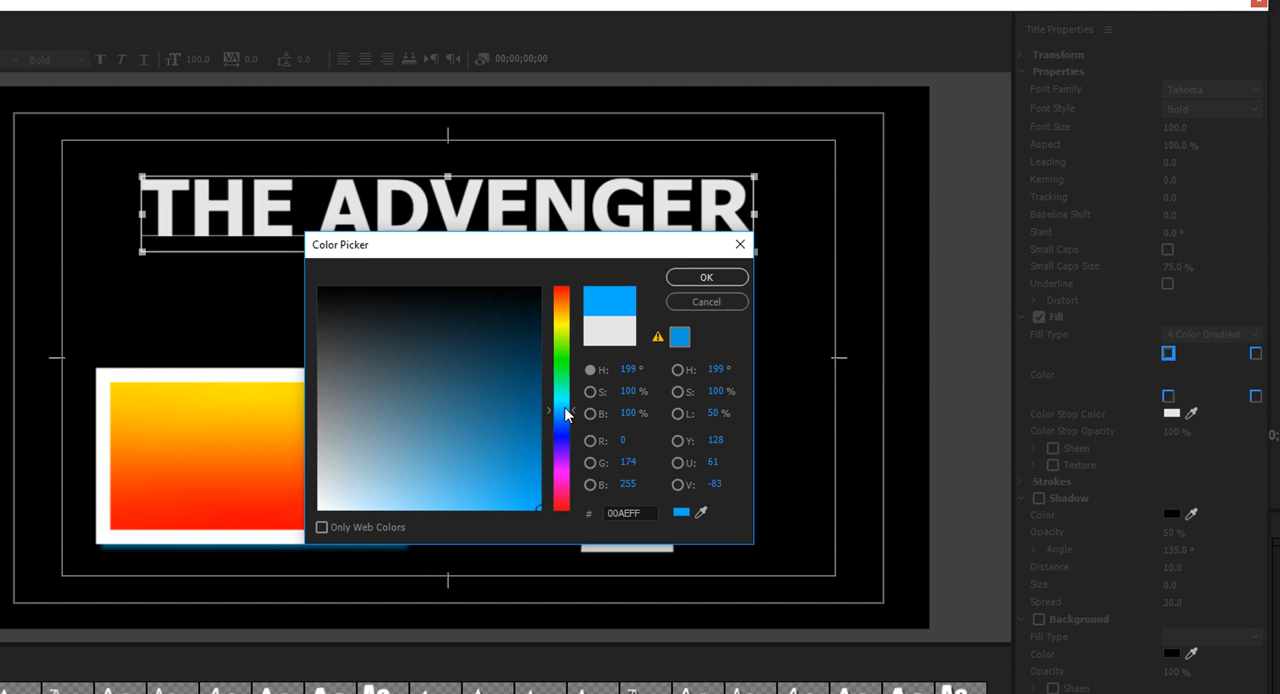 Title Properties
Bold 100.0 0.0 0.0 00;00;00;00
Transform
Properties
Font Family Tahoma
Font Style Bold
Font Size 100.0
Aspect 100.0 %
Leading 0.0
Kerning 0.0
Tracking 0.0
Baseline Shift 0.0
Slant 0.0 °
Small Caps
Small Caps Size 75.0 %
Underline
Distort
Fill
Fill Type 4 Color Gradient
Color
Color Stop Color
Color Stop Opacity 100 %
Sheen
Texture
Strokes
Shadow
Color
Opacity 50 %
Angle 135.0 °
Distance 10.0
Size 0.0
Spread 30.0
Background
Fill Type
Color
Opacity 100 %
Sheen
THE ADVENGER
Color Picker
OK
Cancel
H: 199 ° H: 199 °
S: 100 % S: 100 %
B: 100 % L: 50 %
R: 0 Y: 128
G: 174 U: 61
B: 255 V: -83
# 00AEFF
Only Web Colors